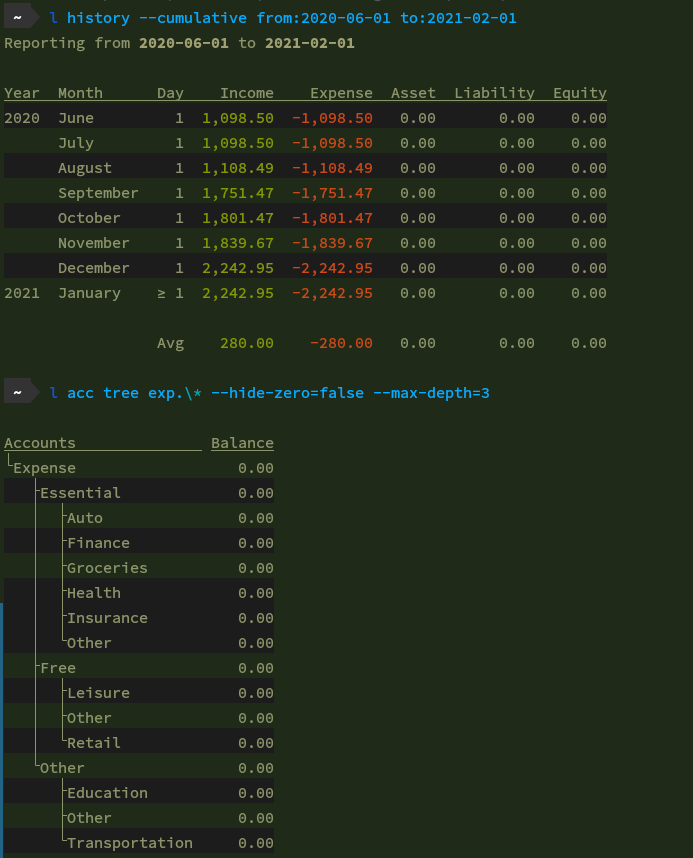 ~ l history --cumulative from:2020-06-01 to:2021-02-01
Reporting from 2020-06-01 to 2021-02-01
Year Month Day Income Expense Asset Liability Equity
2020 June 1 1,098.50 -1,098.50 0.00 0.00 0.00
July 1 1,098.50 -1,098.50 0.00 0.00 0.00
August 1 1,108.49 -1,108.49 0.00 0.00 0.00
September 1 1,751.47 -1,751.47 0.00 0.00 0.00
October 1 1,801.47 -1,801.47 0.00 0.00 0.00
November 1 1,839.67 -1,839.67 0.00 0.00 0.00
December 1 2,242.95 -2,242.95 0.00 0.00 0.00
2021 January ≥ 1 2,242.95 -2,242.95 0.00 0.00 0.00
Avg 280.00 -280.00 0.00 0.00 0.00
~ l acc tree exp.\* --hide-zero=false --max-depth=3
Accounts Balance
Expense 0.00
Essential 0.00
Auto 0.00
Finance 0.00
Groceries 0.00
Health 0.00
Insurance 0.00
Other 0.00
Free 0.00
Leisure 0.00
Other 0.00
Retail 0.00
Other 0.00
Education 0.00
Other 0.00
Transportation 0.00